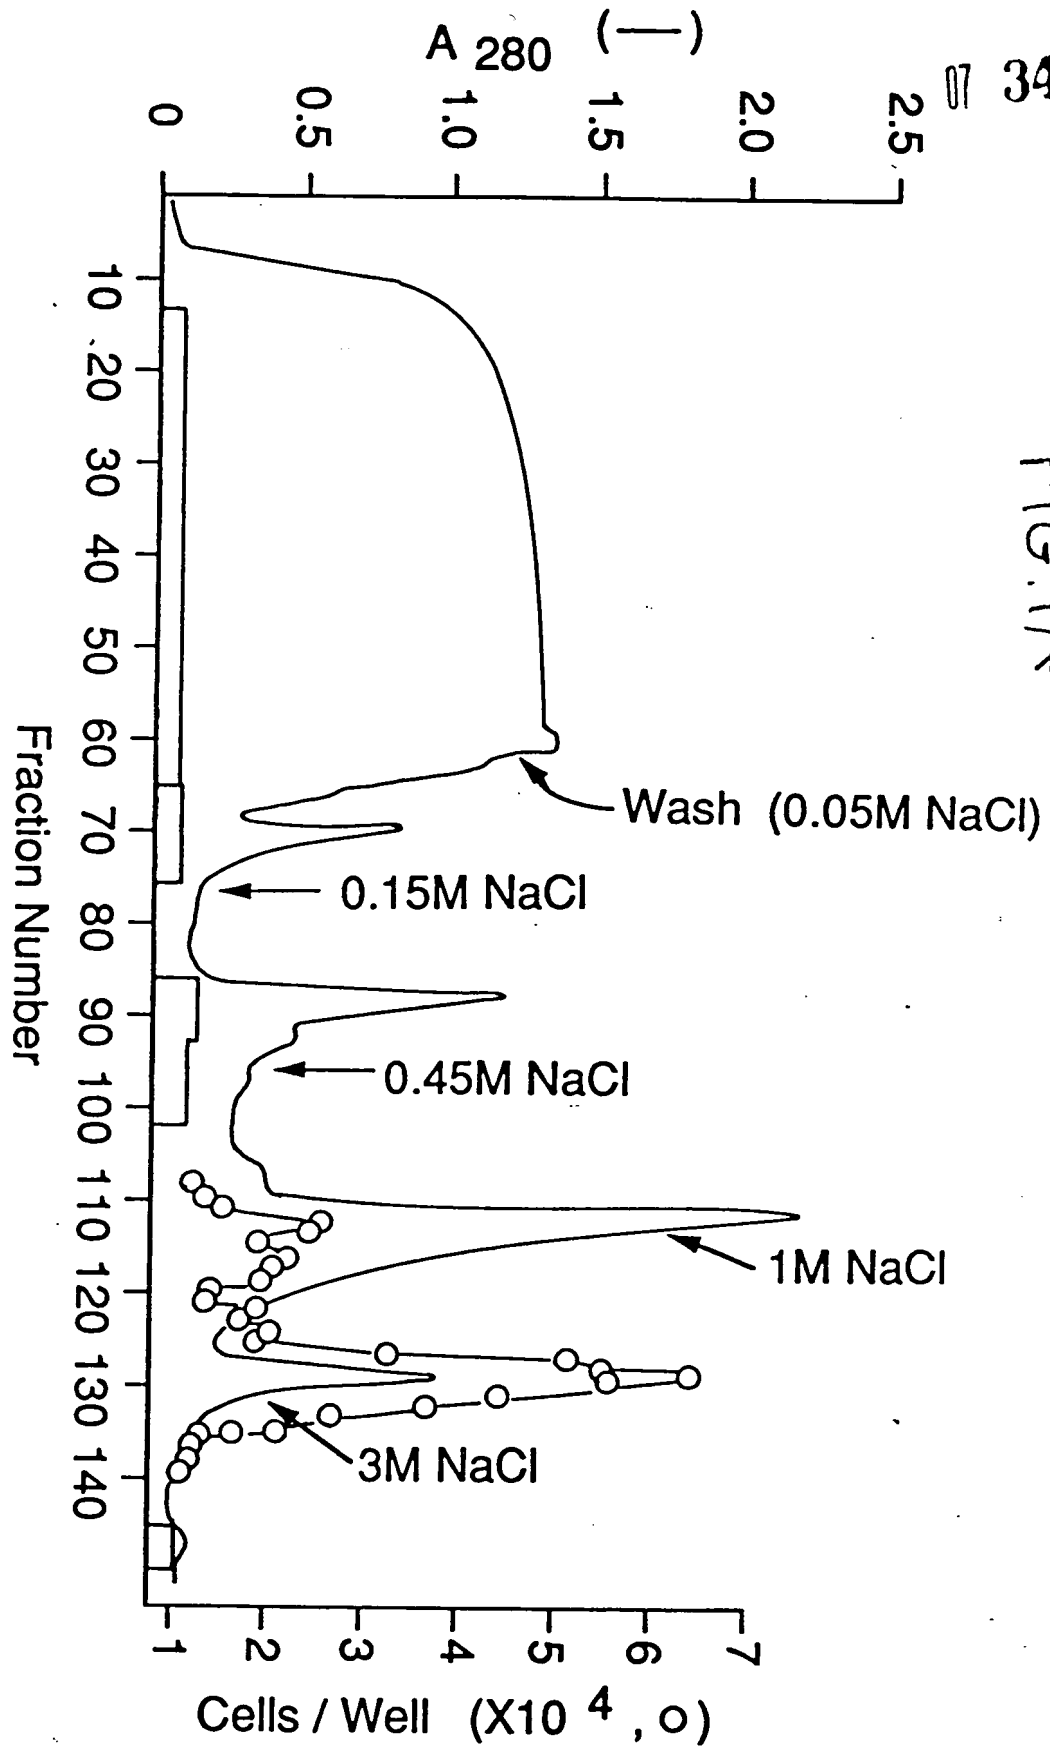 34
A 280 (—)
0 0.5 1.0 1.5 2.0 2.5
Wash (0.05M NaCl)
0.15M NaCl
0.45M NaCl
1M NaCl
3M NaCl
10 20 30 40 50 60 70 80 90 100 110 120 130 140
Fraction Number
1 2 3 4 5 6 7
Cells / Well (X10 4 , o)